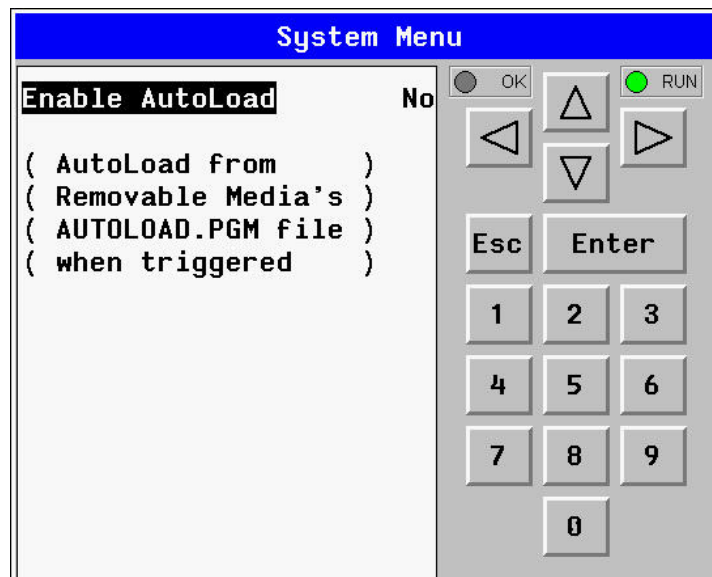 System Menu
Enable AutoLoad No
( AutoLoad from )
( Removable Media's )
( AUTOLOAD.PGM file )
( when triggered )
OK
RUN
Esc
Enter
1
2
3
4
5
6
7
8
9
0